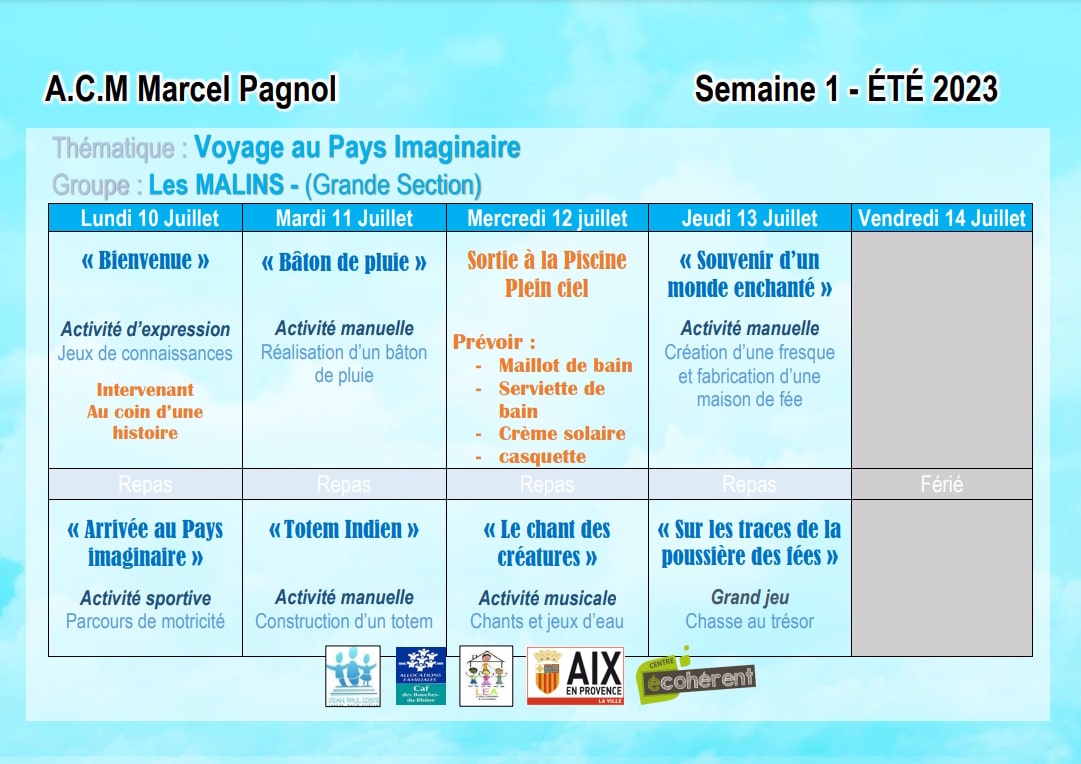 A.C.M Marcel Pagnol
Semaine 1 - ÉTÉ 2023
Thématique : Voyage au Pays Imaginaire
Groupe : Les MALINS - (Grande Section)
Lundi 10 Juillet
Mardi 11 Juillet
Mercredi 12 juillet
Jeudi 13 Juillet
Vendredi 14 Juillet
« Bienvenue »
Activité d’expression
Jeux de connaissances
Intervenant
Au coin d’une
histoire
« Bâton de pluie »
Activité manuelle
Réalisation d’un bâton
de pluie
Sortie à la Piscine
Plein ciel
Prévoir :
- Maillot de bain
- Serviette de
bain
- Crème solaire
- casquette
« Souvenir d’un
monde enchanté »
Activité manuelle
Création d’une fresque
et fabrication d’une
maison de fée
Repas
Repas
Repas
Repas
Férié
« Arrivée au Pays
imaginaire »
Activité sportive
Parcours de motricité
« Totem Indien »
Activité manuelle
Construction d’un totem
« Le chant des
créatures »
Activité musicale
Chants et jeux d’eau
« Sur les traces de la
poussière des fées »
Grand jeu
Chasse au trésor
JEAN PAUL COSTE
ALLOCATIONS
FAMILIALES
Caf
des Bouches-
du-Rhône
LEA
AIX
EN PROVENCE
LA VILLE
CENTRE
écohérent